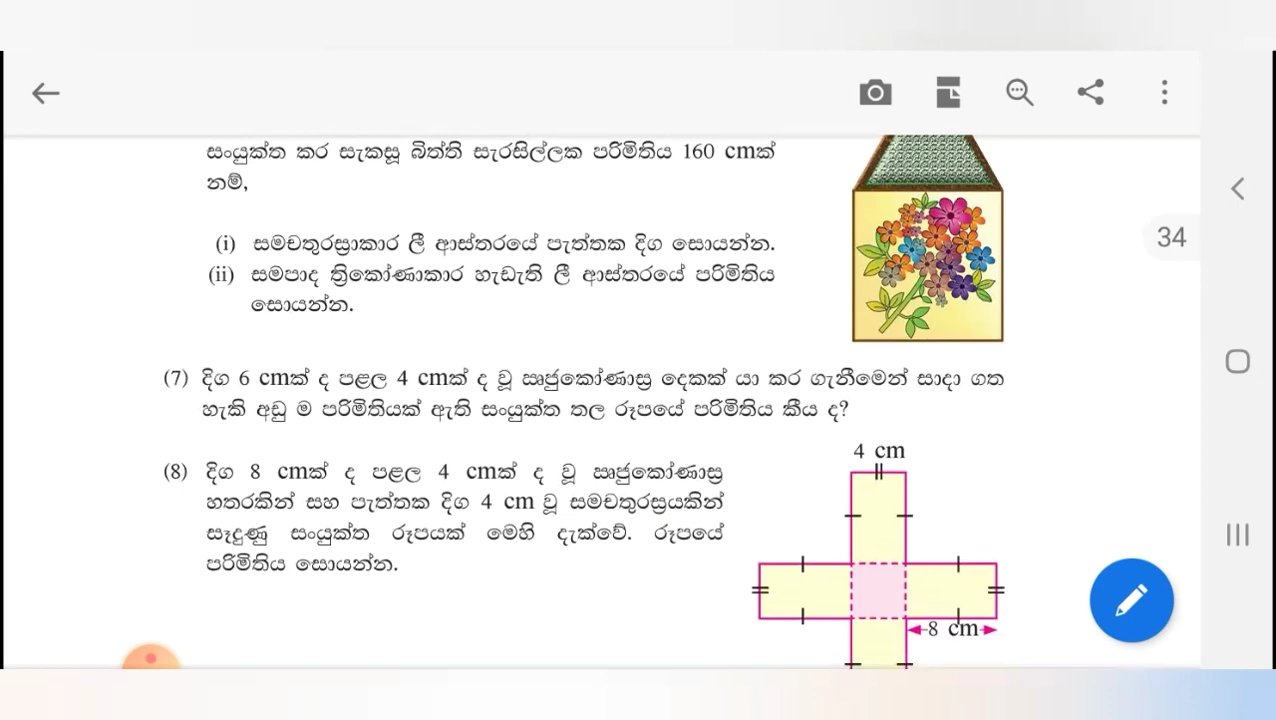 සංයුක්ත කර සැකසූ බිත්ති සැරසිල්ලක පරිමිතිය 160 cmක්
නම්,
34
(i) සමචතුරස්‍රාකාර ලී ආස්තරයේ පැත්තක දිග සොයන්න.
(ii) සමපාද ත්‍රිකෝණාකාර හැඩැති ලී ආස්තරයේ පරිමිතිය
සොයන්න.
(7) දිග 6 cmක් ද පළල 4 cmක් ද වූ ඍජුකෝණාස්‍ර දෙකක් යා කර ගැනීමෙන් සාදා ගත
හැකි අඩු ම පරිමිතියක් ඇති සංයුක්ත තල රූපයේ පරිමිතිය කීය ද?
4 cm
(8) දිග 8 cmක් ද පළල 4 cmක් ද වූ ඍජුකෝණාස්‍ර
හතරකින් සහ පැත්තක දිග 4 cm වූ සමචතුරස්‍රයකින්
සෑදුණු සංයුක්ත රූපයක් මෙහි දැක්වේ. රූපයේ
පරිමිතිය සොයන්න.
8 cm